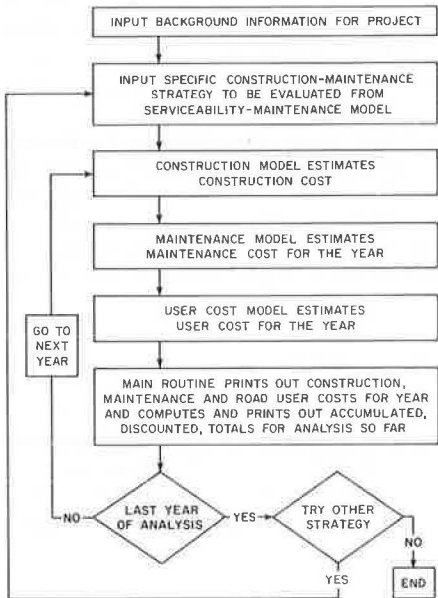 INPUT BACKGROUND INFORMATION FOR PROJECT
INPUT SPECIFIC CONSTRUCTION-MAINTENANCE
STRATEGY TO BE EVALUATED FROM
SERVICEABILITY-MAINTENANCE MODEL
CONSTRUCTION MODEL ESTIMATES
CONSTRUCTION COST
MAINTENANCE MODEL ESTIMATES
MAINTENANCE COST FOR THE YEAR
USER COST MODEL ESTIMATES
USER COST FOR THE YEAR
GO TO
NEXT
YEAR
MAIN ROUTINE PRINTS OUT CONSTRUCTION,
MAINTENANCE AND ROAD USER COSTS FOR YEAR
AND COMPUTES AND PRINTS OUT ACCUMULATED,
DISCOUNTED, TOTALS FOR ANALYSIS SO FAR
NO
LAST YEAR
OF ANALYSIS
YES
TRY OTHER
STRATEGY
NO
YES
END